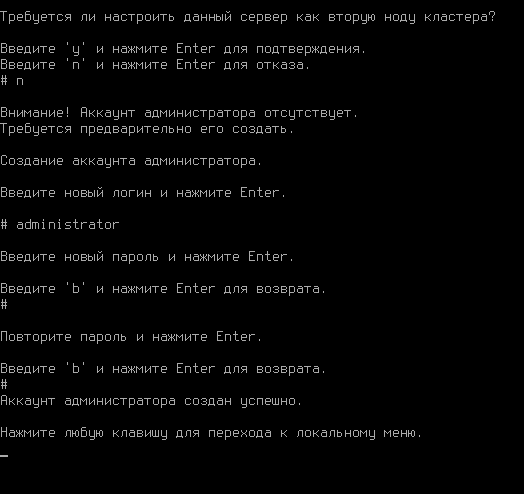 Требуется ли настроить данный сервер как вторую ноду кластера?
Введите 'y' и нажмите Enter для подтверждения.
Введите 'n' и нажмите Enter для отказа.
# n
Внимание! Аккаунт администратора отсутствует.
Требуется предварительно его создать.
Создание аккаунта администратора.
Введите новый логин и нажмите Enter.
# administrator
Введите новый пароль и нажмите Enter.
Введите 'b' и нажмите Enter для возврата.
#
Повторите пароль и нажмите Enter.
Введите 'b' и нажмите Enter для возврата.
#
Аккаунт администратора создан успешно.
Нажмите любую клавишу для перехода к локальному меню.